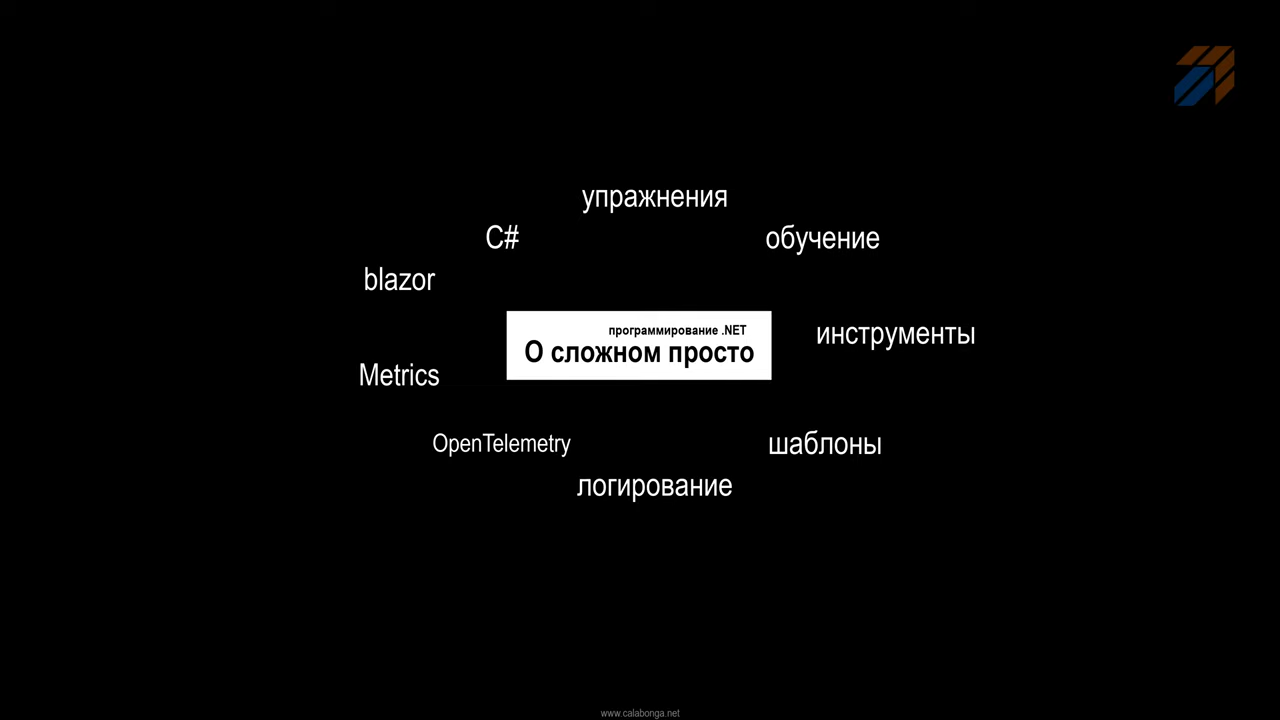 упражнения
C#
обучение
blazor
программирование .NET
О сложном просто
инструменты
Metrics
OpenTelemetry
шаблоны
логирование
www.calabonga.net